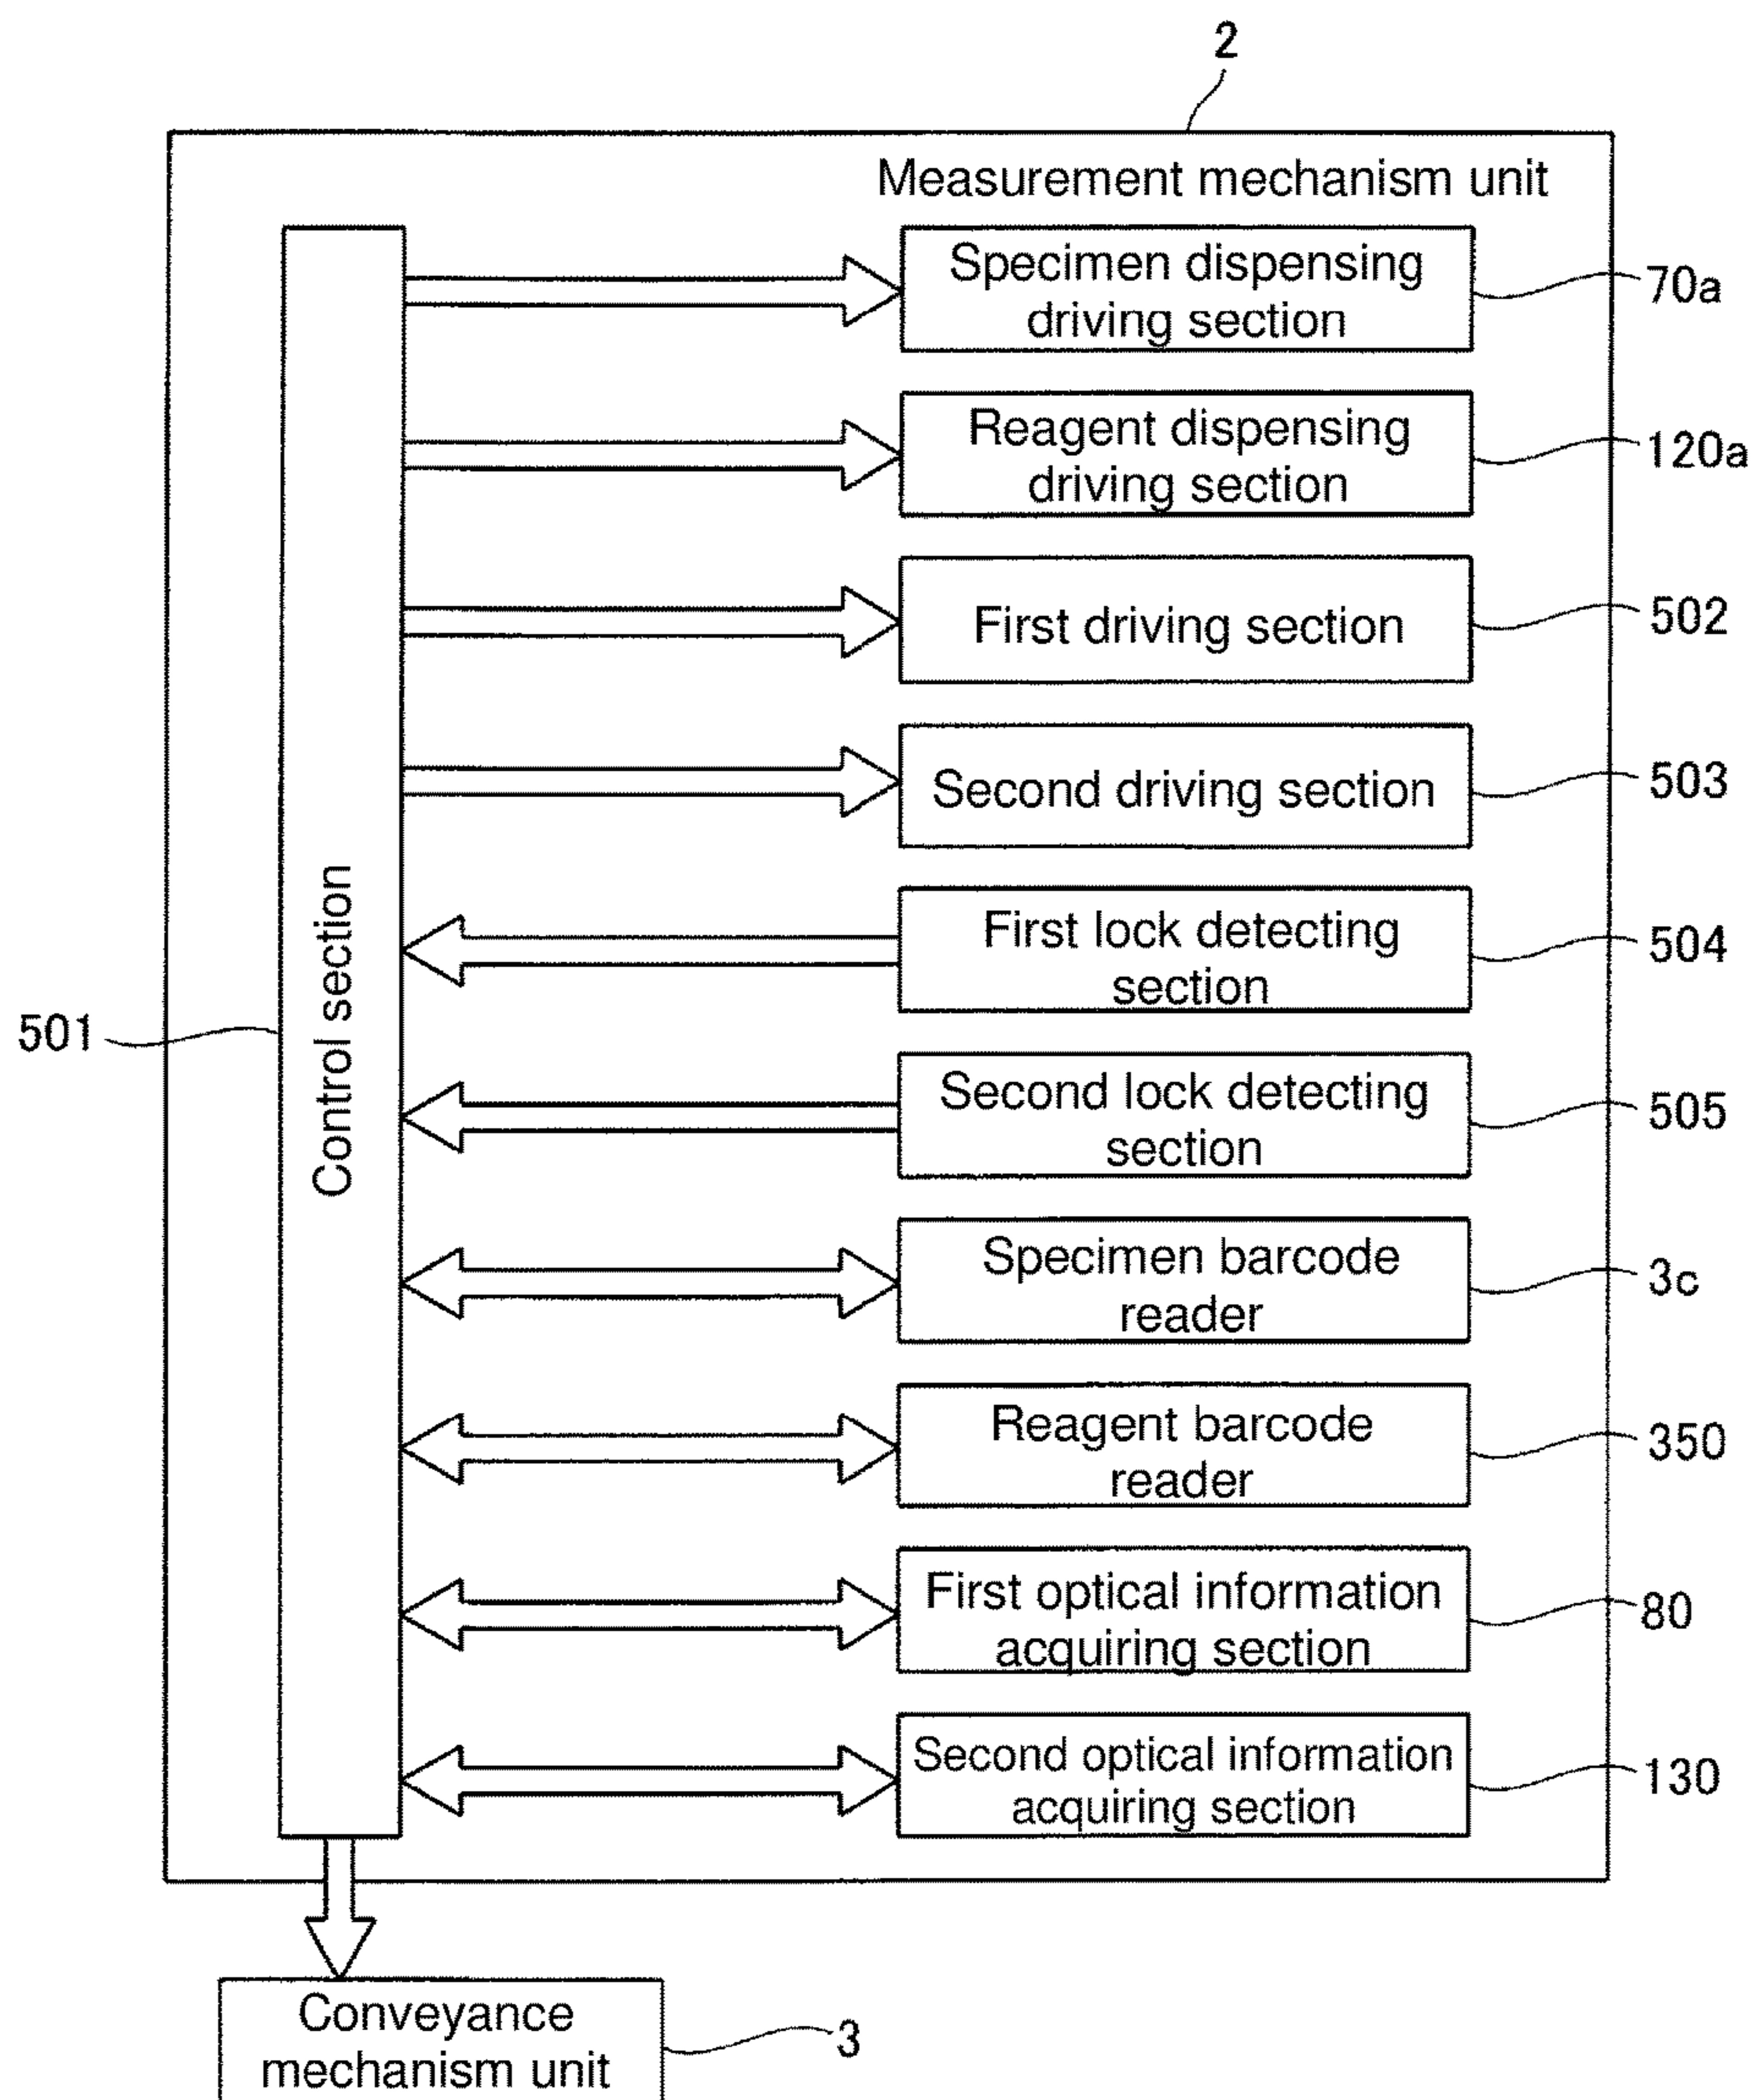 2
Measurement mechanism unit
Specimen dispensing
driving section
70a
Reagent dispensing
driving section
120a
First driving section
502
Second driving section
503
First lock detecting
section
504
Control section
501
Second lock detecting
section
505
Specimen barcode
reader
3c
Reagent barcode
reader
350
First optical information
acquiring section
80
Second optical information
acquiring section
130
Conveyance
mechanism unit
3